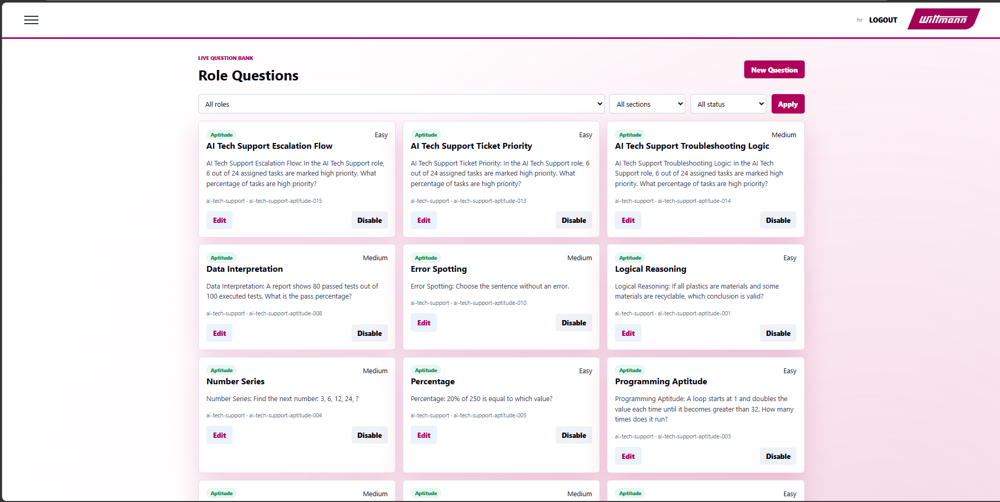 hr LOGOUT Wittmann
LIVE QUESTION BANK
Role Questions
New Question
All roles
All sections
All status
Apply
Aptitude
Easy
AI Tech Support Escalation Flow
AI Tech Support Escalation Flow: In the AI Tech Support role,
6 out of 24 assigned tasks are marked high priority. What
percentage of tasks are high priority?
ai-tech-support · ai-tech-support-aptitude-015
Edit
Disable
Aptitude
Easy
AI Tech Support Ticket Priority
AI Tech Support Ticket Priority: In the AI Tech Support role, 6
out of 24 assigned tasks are marked high priority. What
percentage of tasks are high priority?
ai-tech-support · ai-tech-support-aptitude-013
Edit
Disable
Aptitude
Medium
AI Tech Support Troubleshooting Logic
AI Tech Support Troubleshooting Logic: In the AI Tech
Support role, 6 out of 24 assigned tasks are marked high
priority. What percentage of tasks are high priority?
ai-tech-support · ai-tech-support-aptitude-014
Edit
Disable
Aptitude
Medium
Data Interpretation
Data Interpretation: A report shows 80 passed tests out of
100 executed tests. What is the pass percentage?
ai-tech-support · ai-tech-support-aptitude-008
Edit
Disable
Aptitude
Medium
Error Spotting
Error Spotting: Choose the sentence without an error.
ai-tech-support · ai-tech-support-aptitude-010
Edit
Disable
Aptitude
Easy
Logical Reasoning
Logical Reasoning: If all plastics are materials and some
materials are recyclable, which conclusion is valid?
ai-tech-support · ai-tech-support-aptitude-001
Edit
Disable
Aptitude
Medium
Number Series
Number Series: Find the next number: 3, 6, 12, 24, ?
ai-tech-support · ai-tech-support-aptitude-004
Edit
Disable
Aptitude
Easy
Percentage
Percentage: 20% of 250 is equal to which value?
ai-tech-support · ai-tech-support-aptitude-005
Edit
Disable
Aptitude
Easy
Programming Aptitude
Programming Aptitude: A loop starts at 1 and doubles the
value each time until it becomes greater than 32. How many
times does it run?
ai-tech-support · ai-tech-support-aptitude-003
Edit
Disable
Aptitude
Medium
Aptitude
Medium
Aptitude
Easy